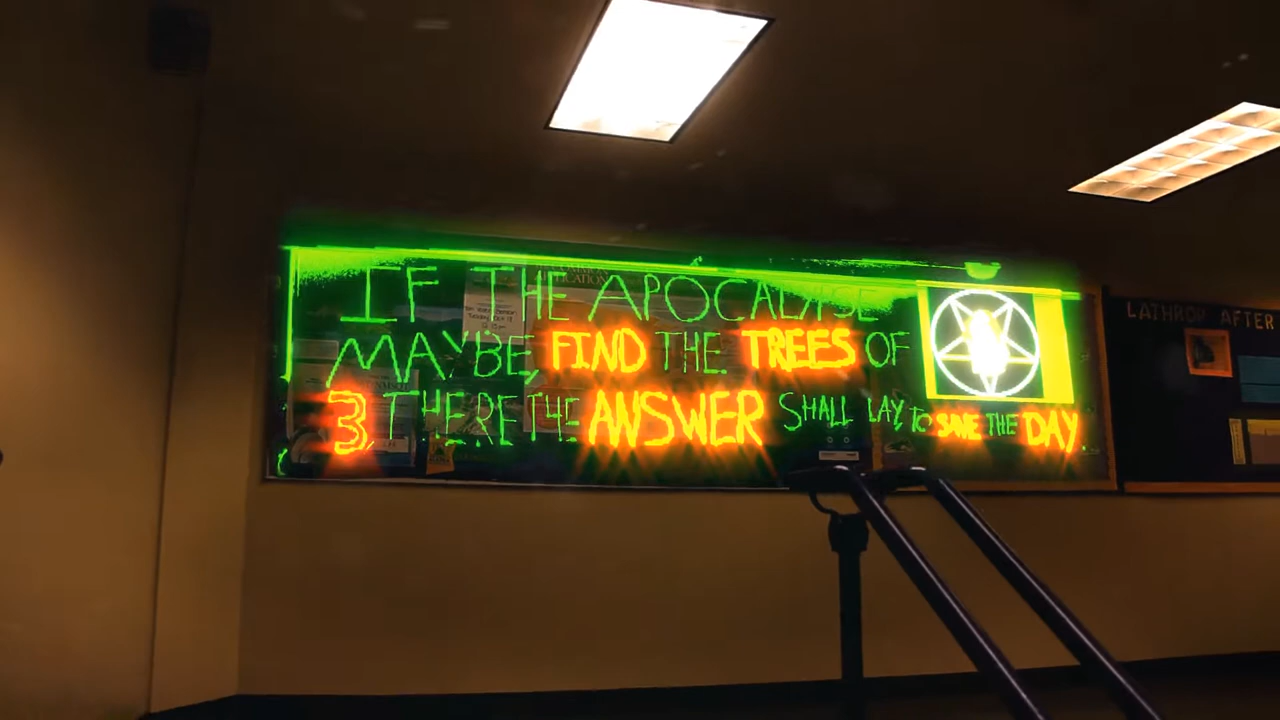 IF THE APOCALYPSE
MAYBE, FIND THE TREES OF
3, THERE THE ANSWER SHALL LAY TO SAVE THE DAY.
LATHROP AFTER